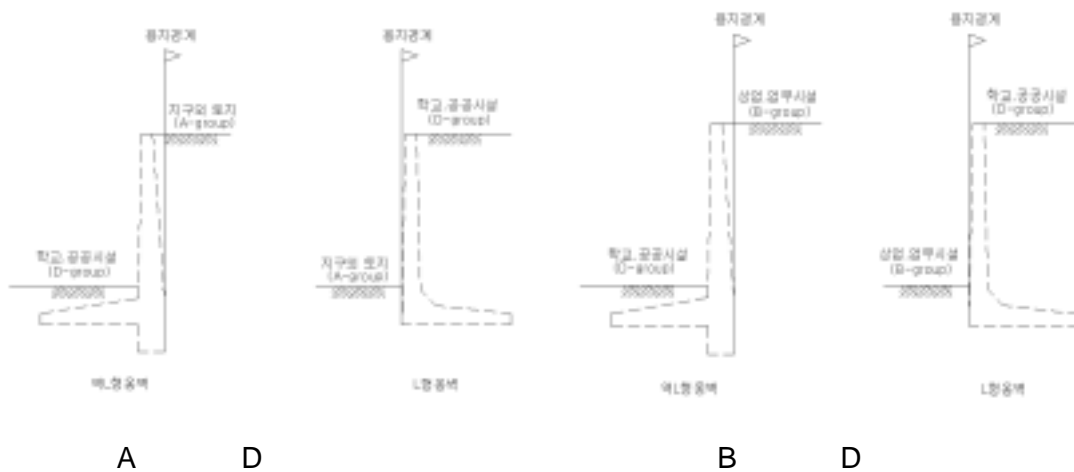 용지경계
지구외 토지
(A-group)
학교.공공시설
(D-group)
역L형옹벽
용지경계
학교.공공시설
(D-group)
지구외 토지
(A-group)
L형옹벽
용지경계
상업.업무시설
(B-group)
학교.공공시설
(D-group)
역L형옹벽
용지경계
학교.공공시설
(D-group)
상업.업무시설
(B-group)
L형옹벽
A D
B D